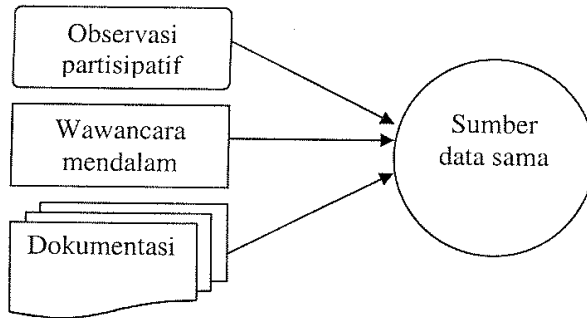 Observasi
partisipatif
Wawancara
mendalam
Dokumentasi
Sumber
data sama